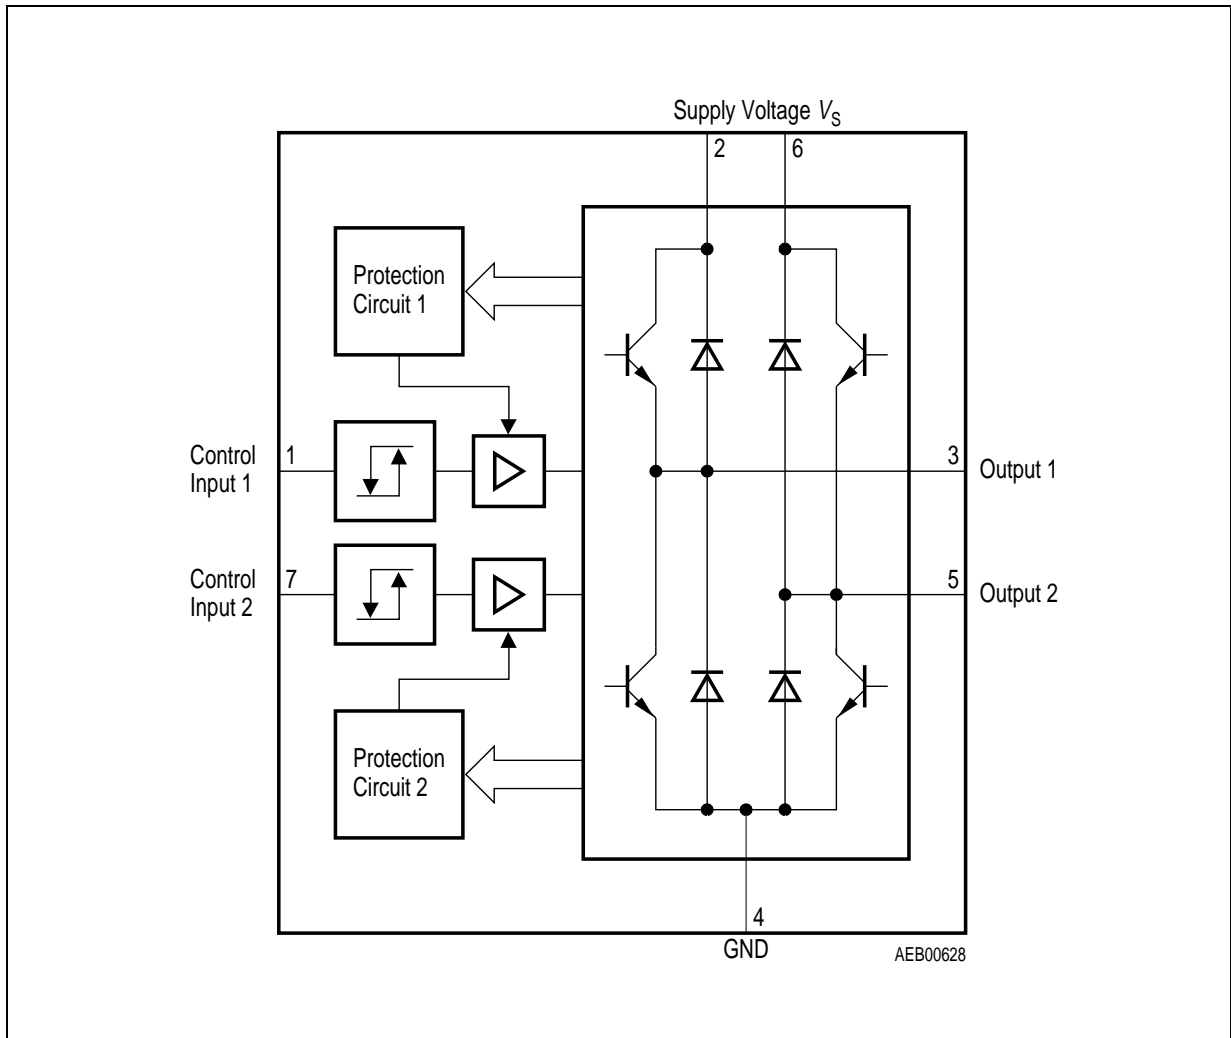 Supply Voltage VS
2 6
Protection
Circuit 1
Control
Input 1
1
3
Output 1
Control
Input 2
7
5
Output 2
Protection
Circuit 2
4
GND
AEB00628